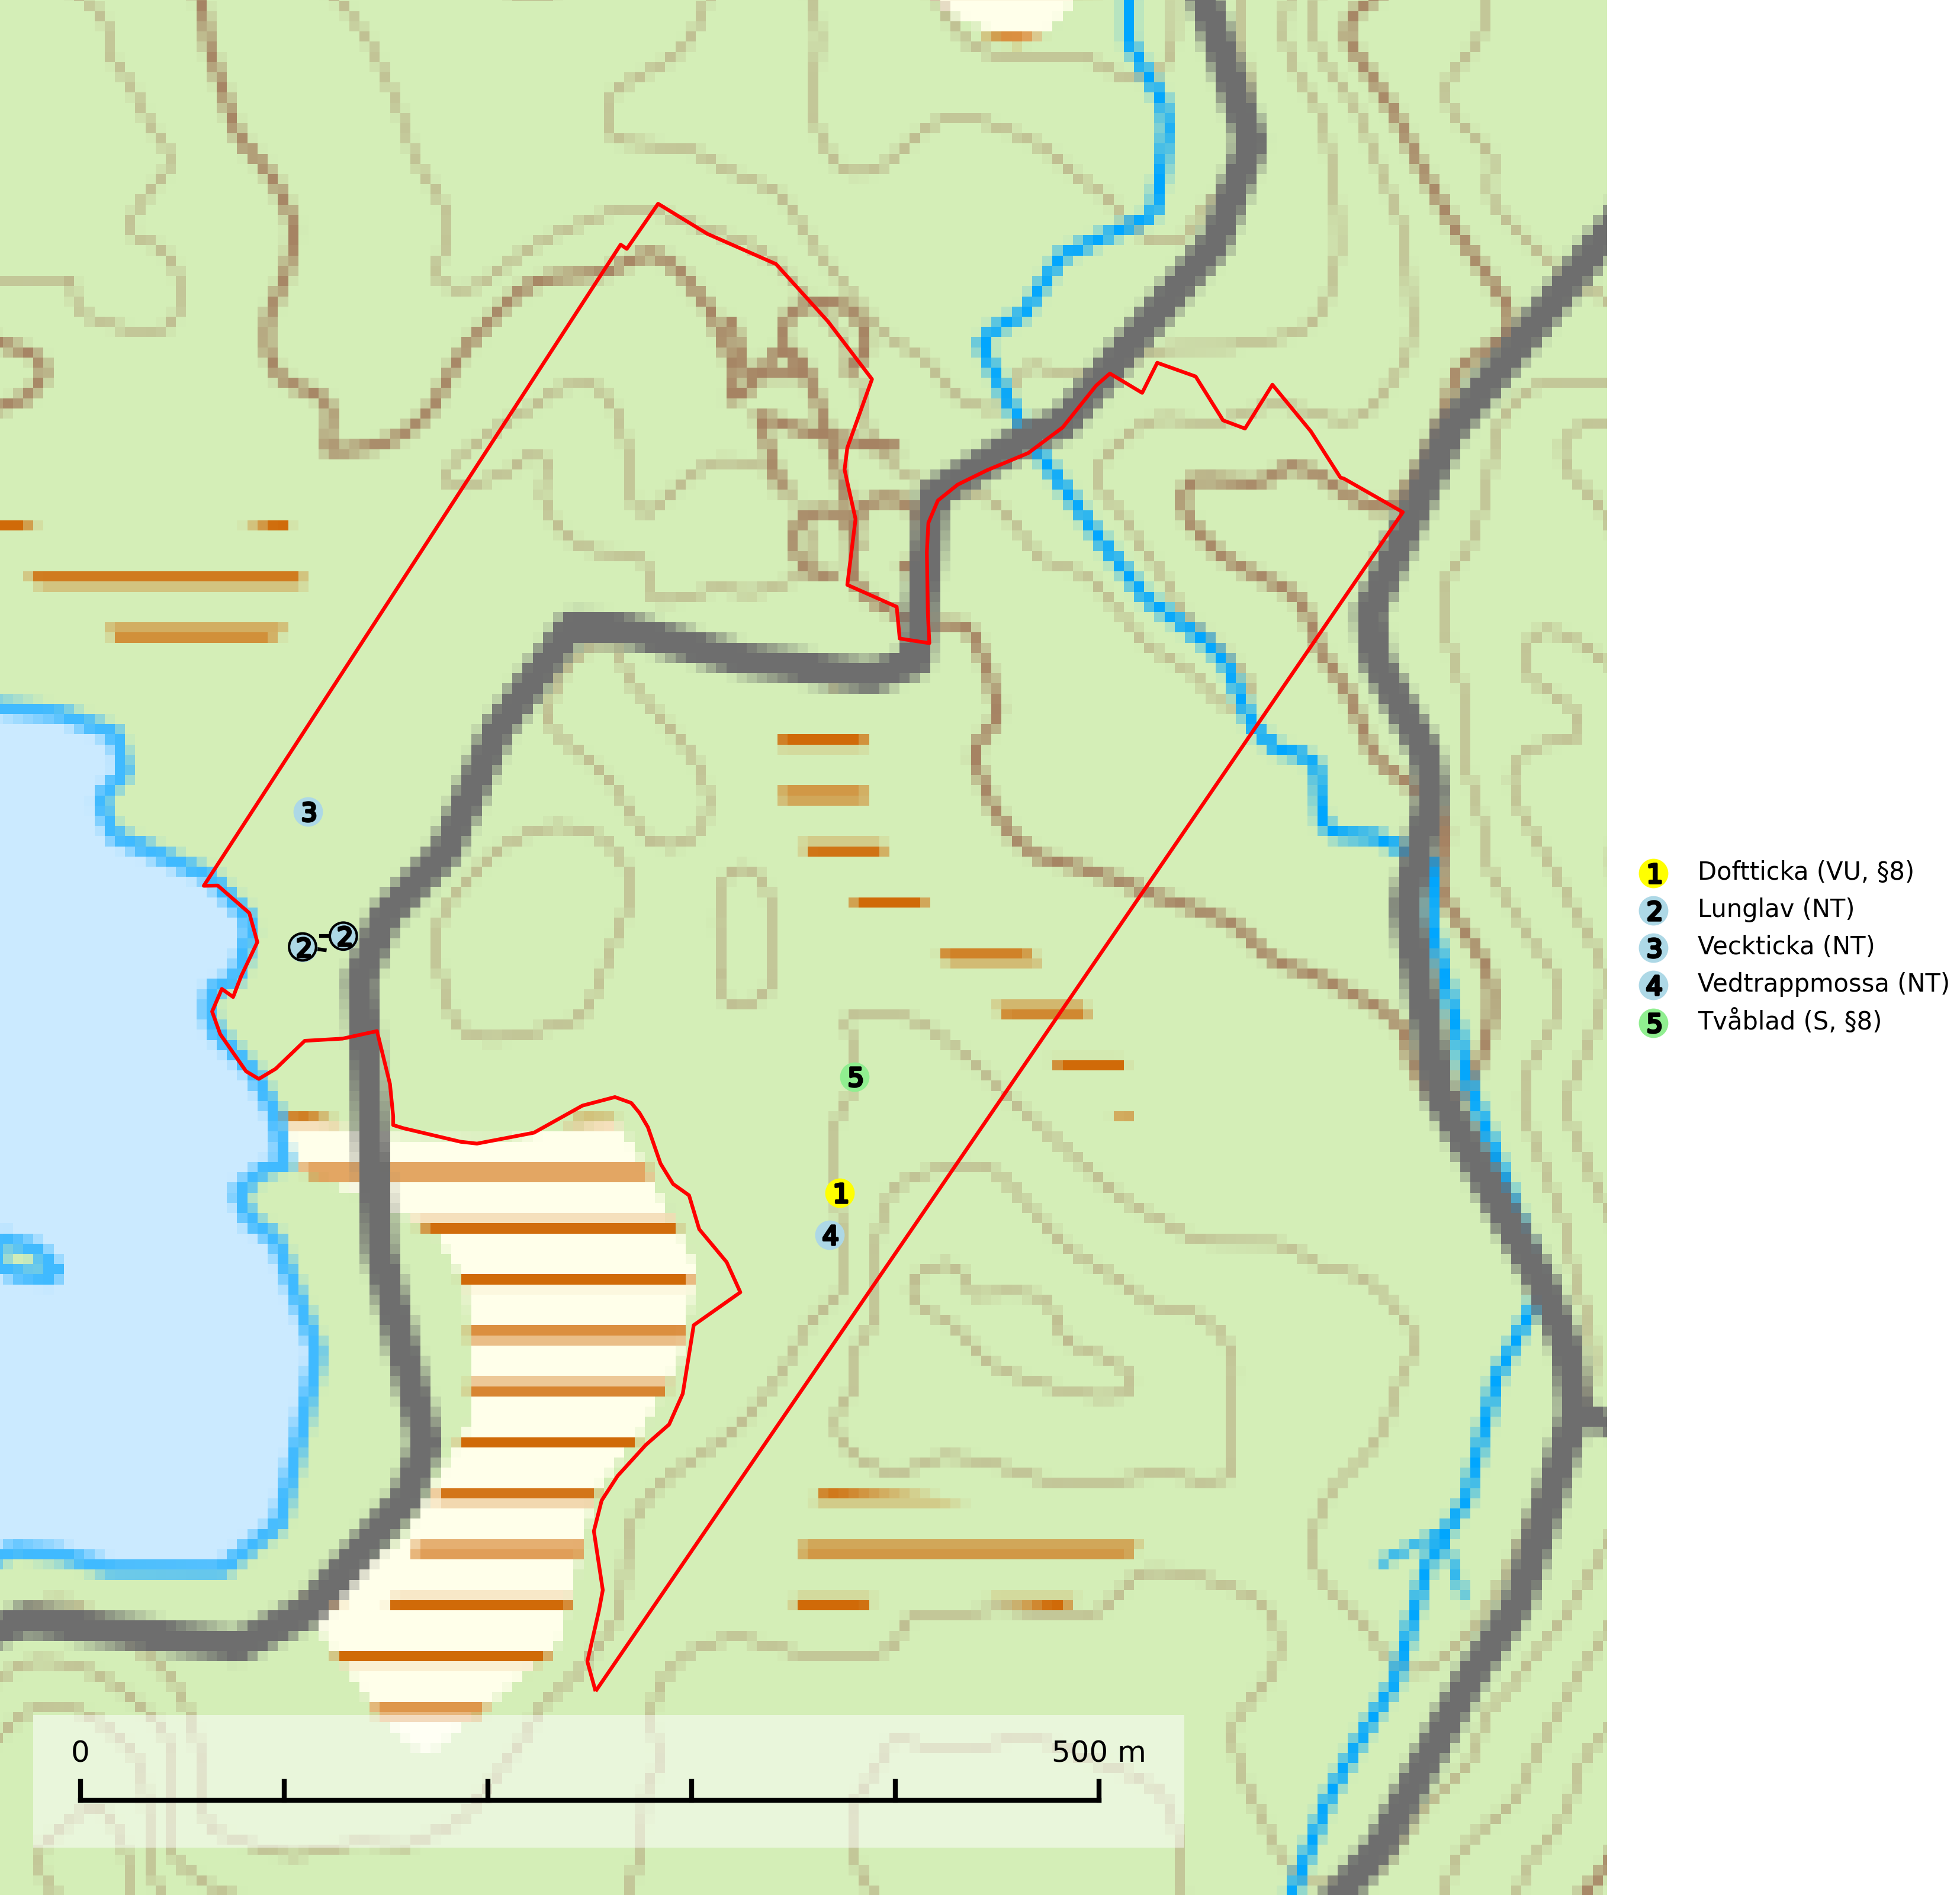 3
2 2
5
1
4
1 Doftticka (VU, §8)
2 Lunglav (NT)
3 Veckticka (NT)
4 Vedtrappmossa (NT)
5 Tvåblad (S, §8)
0 500 m